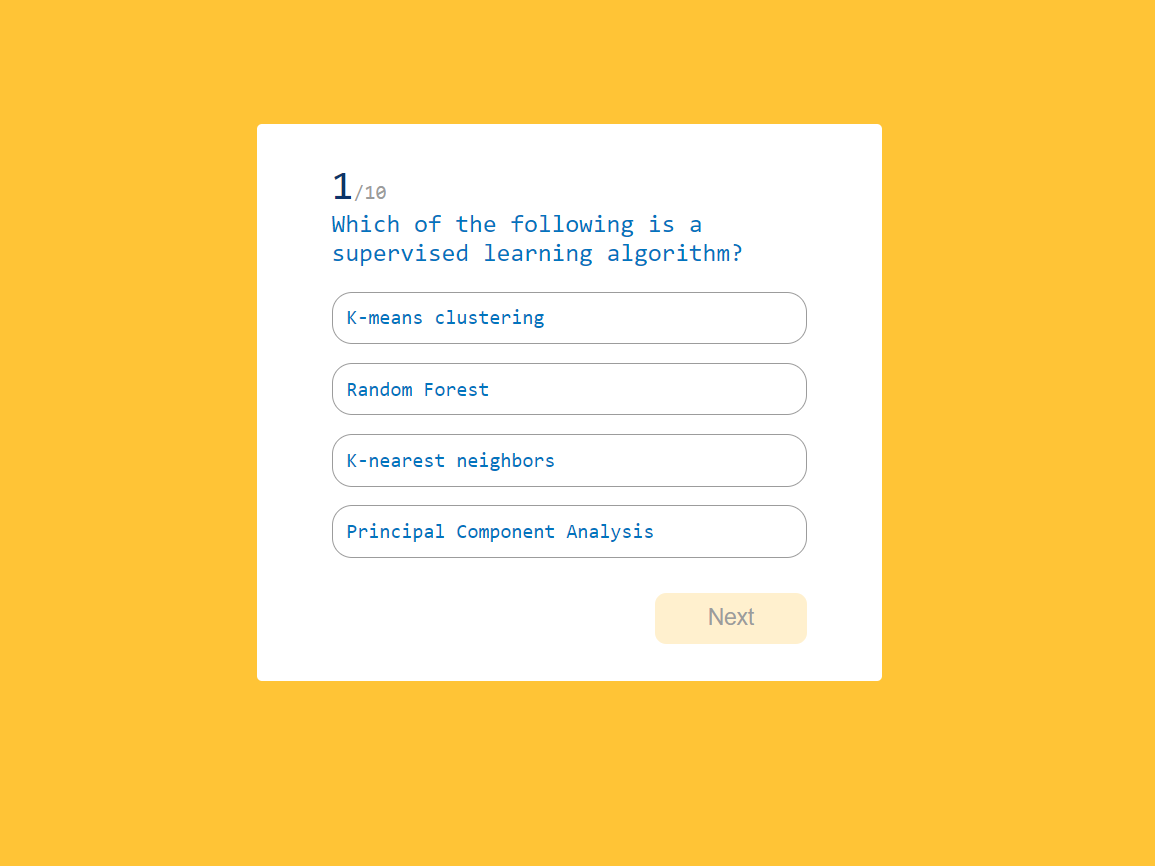 1/10
Which of the following is a
supervised learning algorithm?
K-means clustering
Random Forest
K-nearest neighbors
Principal Component Analysis
Next